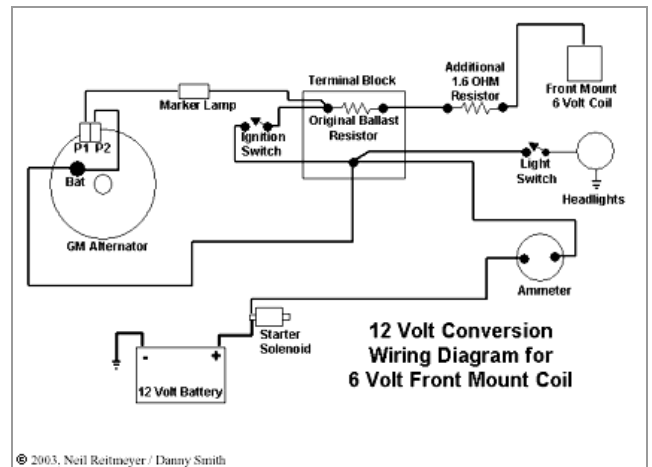 Terminal Block
Additional
1.6 OHM
Resistor
Front Mount
6 Volt Coil
Marker Lamp
Original Ballast
Resistor
Ignition
Switch
P1 P2
Bat
GM Alternator
Light
Switch
Headlights
Ammeter
Starter
Solenoid
- +
12 Volt Battery
12 Volt Conversion
Wiring Diagram for
6 Volt Front Mount Coil
© 2003, Neil Reitmeyer / Danny Smith